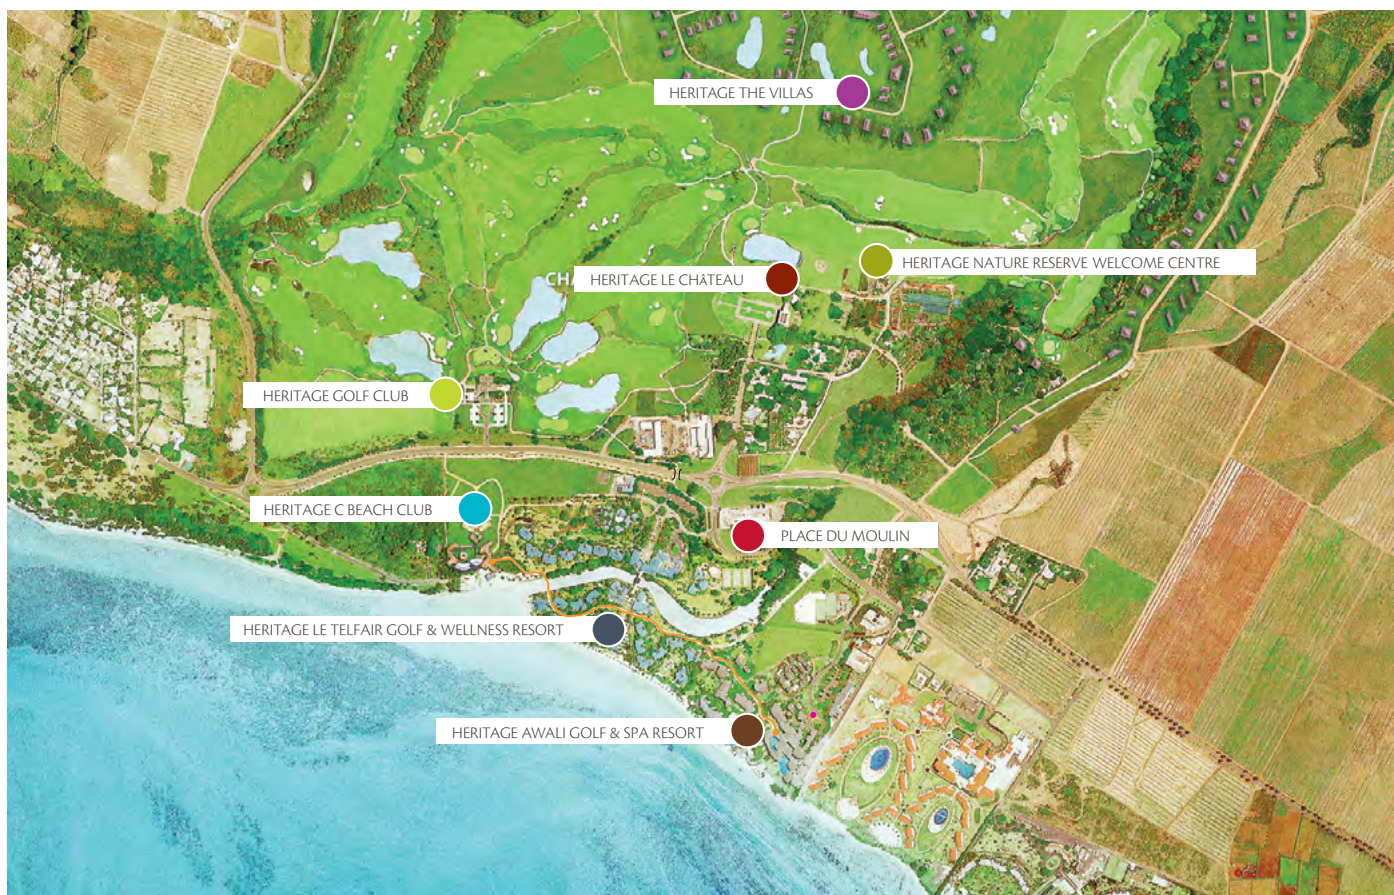 HERITAGE THE VILLAS
HERITAGE NATURE RESERVE WELCOME CENTRE
CHA
HERITAGE LE CHâTEAU
HERITAGE GOLF CLUB
HERITAGE C BEACH CLUB
PLACE DU MOULIN
HERITAGE LE TELFAIR GOLF & WELLNESS RESORT
HERITAGE AWALI GOLF & SPA RESORT